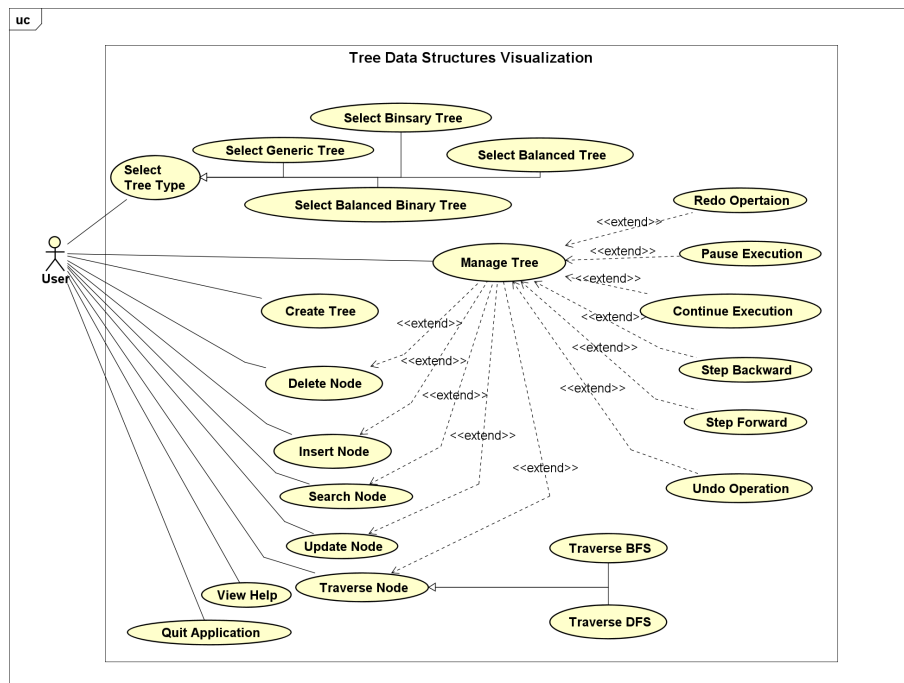 uc
Tree Data Structures Visualization
Select Binsary Tree
Select Generic Tree
Select Balanced Tree
Select
Tree Type
Select Balanced Binary Tree
Redo Opertaion
<<extend>>
Pause Execution
<<extend>>
Manage Tree
User
<<extend>>
Create Tree
Continue Execution
<<extend>>
<<extend>>
<<extend>>
<<extend>>
Step Backward
Delete Node
<<extend>>
Step Forward
<<extend>>
Insert Node
<<extend>>
Search Node
Undo Operation
Update Node
Traverse BFS
Traverse Node
View Help
Traverse DFS
Quit Application